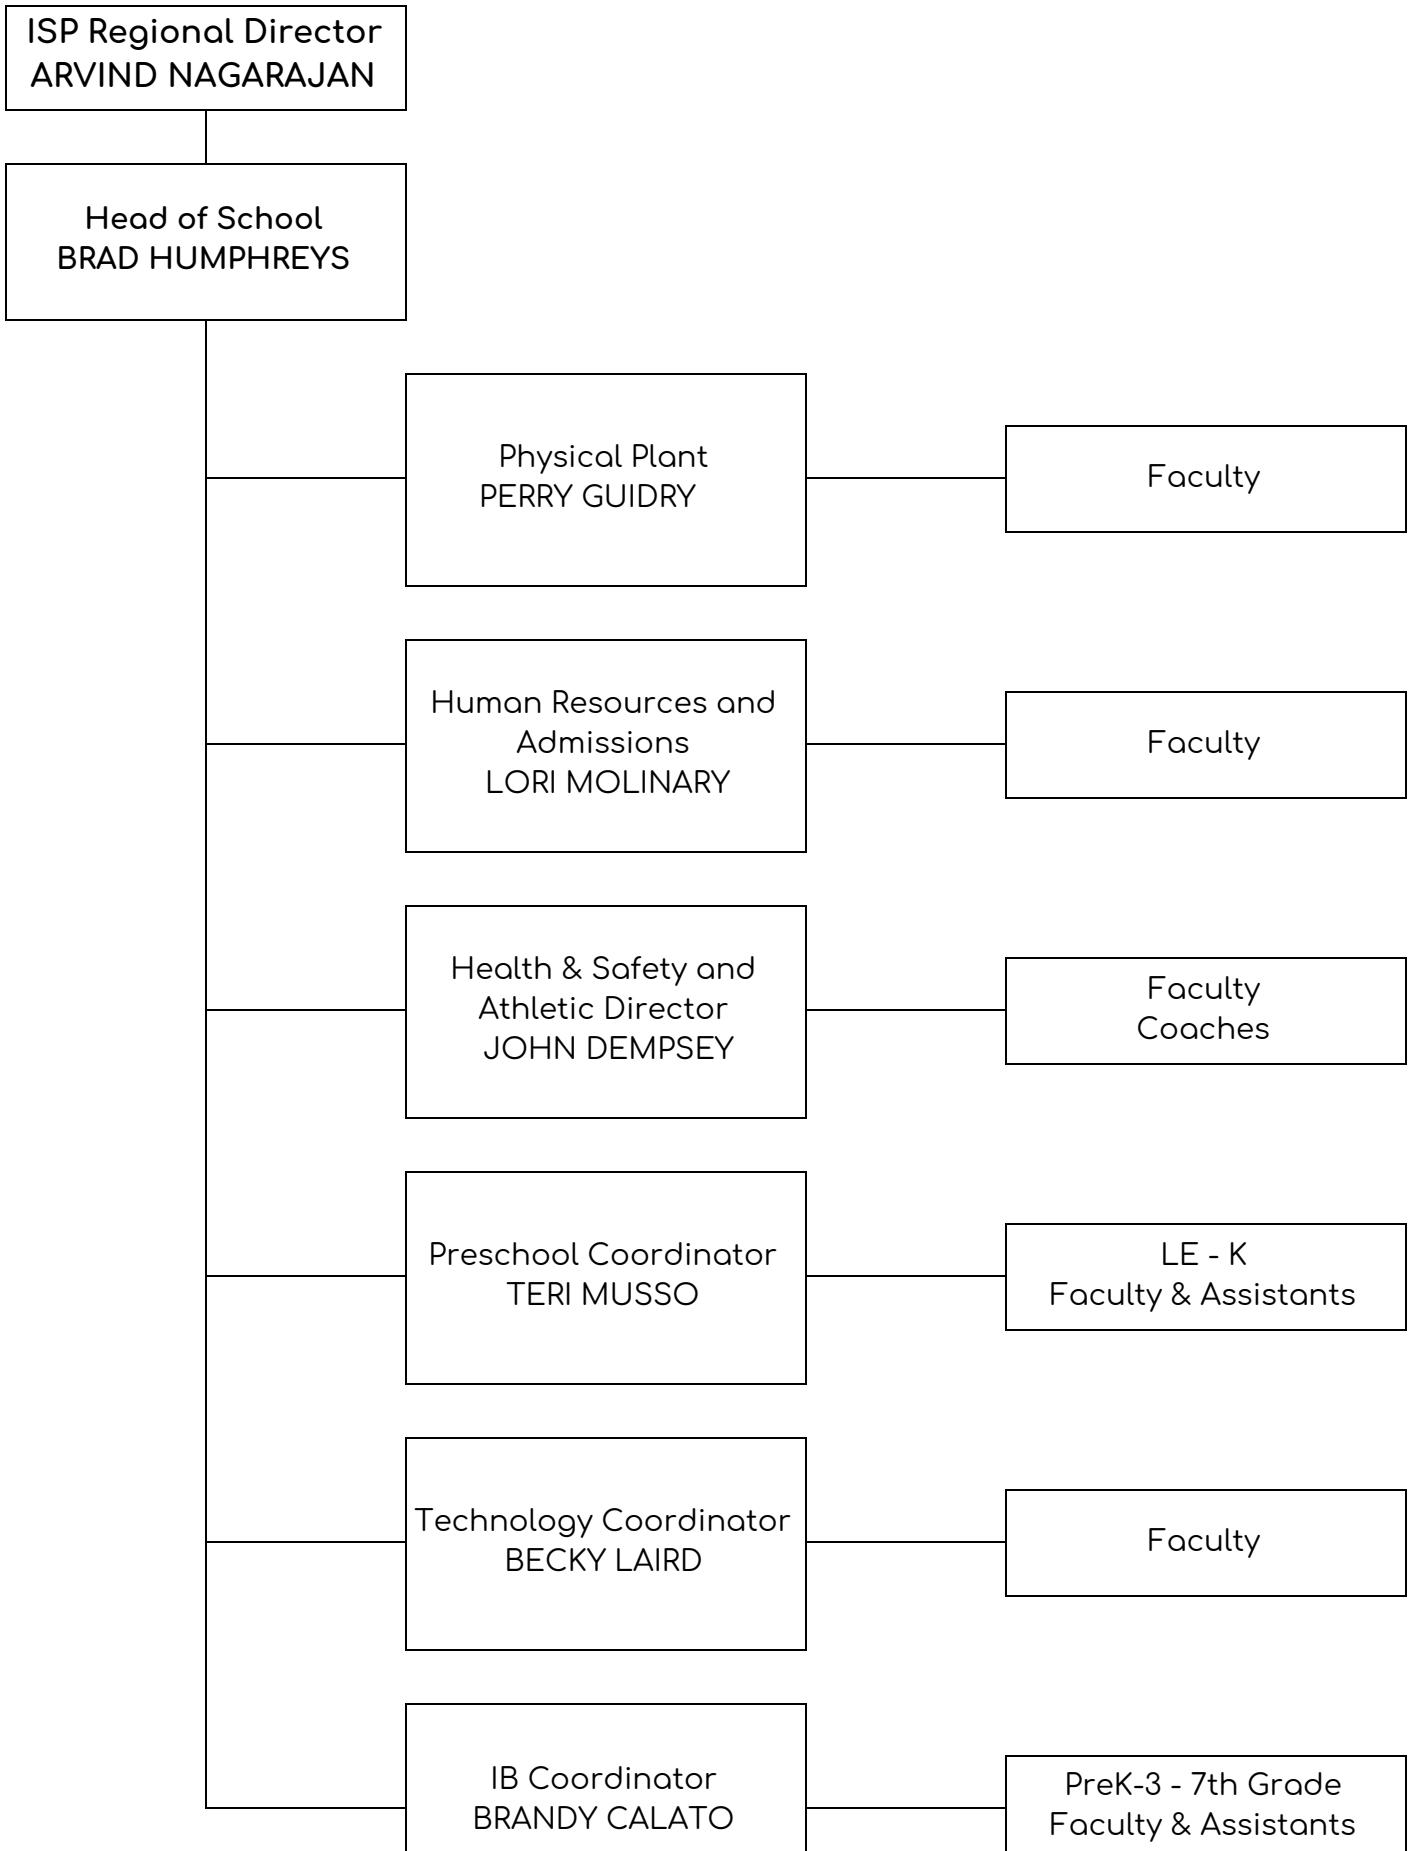 ISP Regional Director
ARVIND NAGARAJAN
Head of School
BRAD HUMPHREYS
Physical Plant
PERRY GUIDRY
Faculty
Human Resources and
Admissions
LORI MOLINARY
Faculty
Health & Safety and
Athletic Director
JOHN DEMPSEY
Faculty
Coaches
Preschool Coordinator
TERI MUSSO
LE - K
Faculty & Assistants
Technology Coordinator
BECKY LAIRD
Faculty
IB Coordinator
BRANDY CALATO
PreK-3 - 7th Grade
Faculty & Assistants